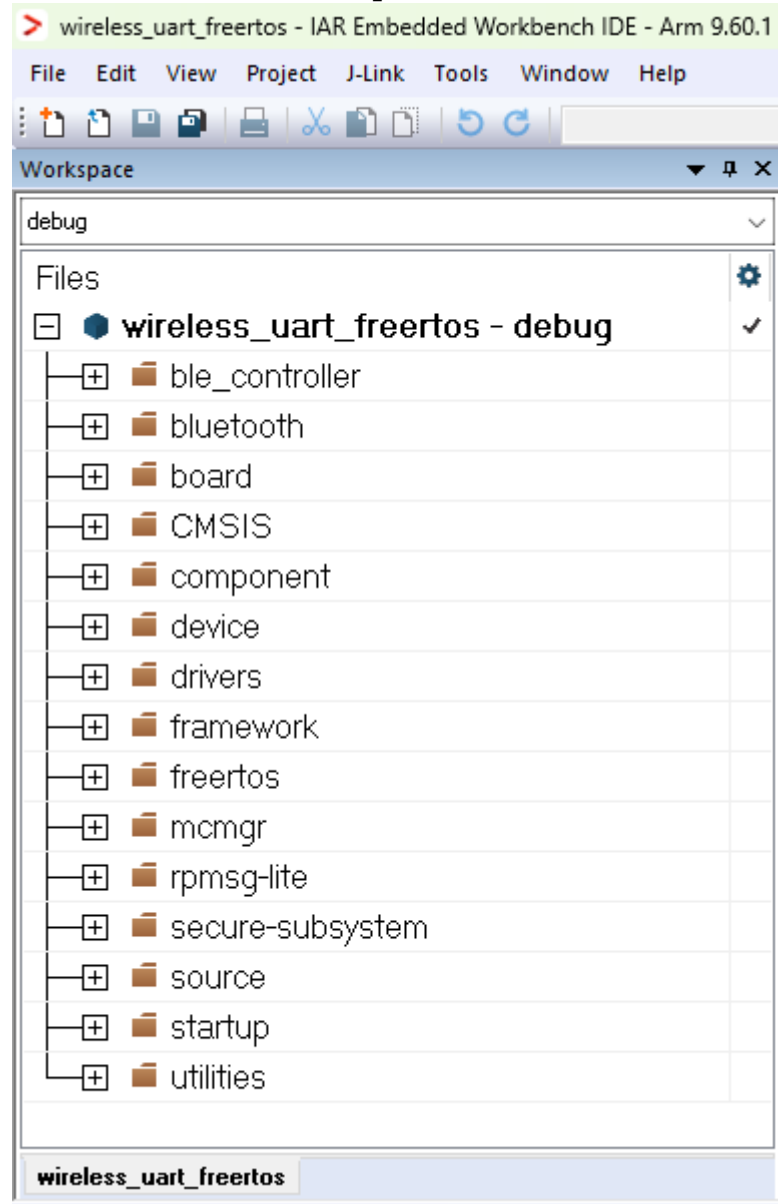 wireless_uart_freertos - IAR Embedded Workbench IDE - Arm 9.60.1
File Edit View Project J-Link Tools Window Help
Workspace
debug
Files
wireless_uart_freertos - debug
ble_controller
bluetooth
board
CMSIS
component
device
drivers
framework
freertos
mcmgr
rpmsg-lite
secure-subsystem
source
startup
utilities
wireless_uart_freertos